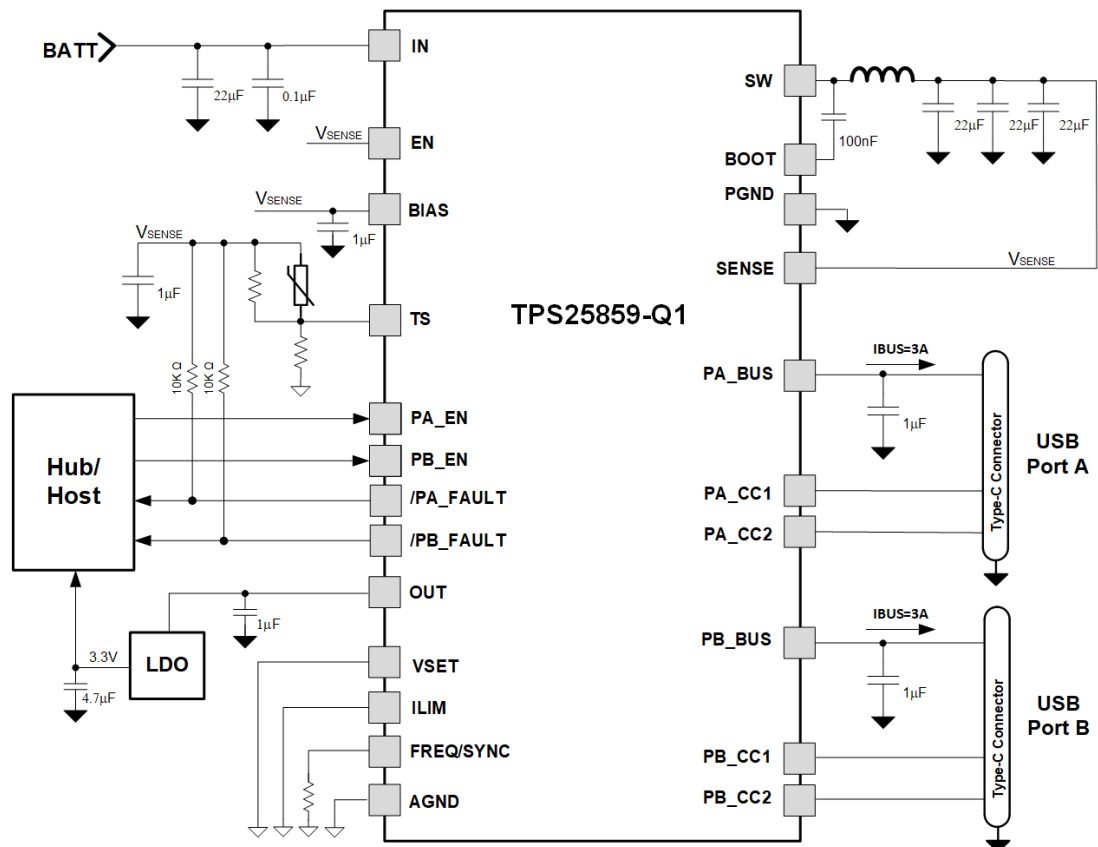 BATT
IN
22µF
0.1µF
VSENSE
EN
VSENSE
BIAS
1µF
VSENSE
1µF
TS
10K Ω
10K Ω
Hub/
Host
PA_EN
PB_EN
/PA_FAULT
/PB_FAULT
OUT
1µF
LDO
3.3V
4.7µF
VSET
ILIM
FREQ/SYNC
AGND
TPS25859-Q1
SW
100nF
22µF
22µF
22µF
BOOT
PGND
SENSE
VSENSE
PA_BUS
IBUS=3A
1µF
PA_CC1
PA_CC2
Type-C Connector
USB
Port A
PB_BUS
IBUS=3A
1µF
PB_CC1
PB_CC2
Type-C Connector
USB
Port B